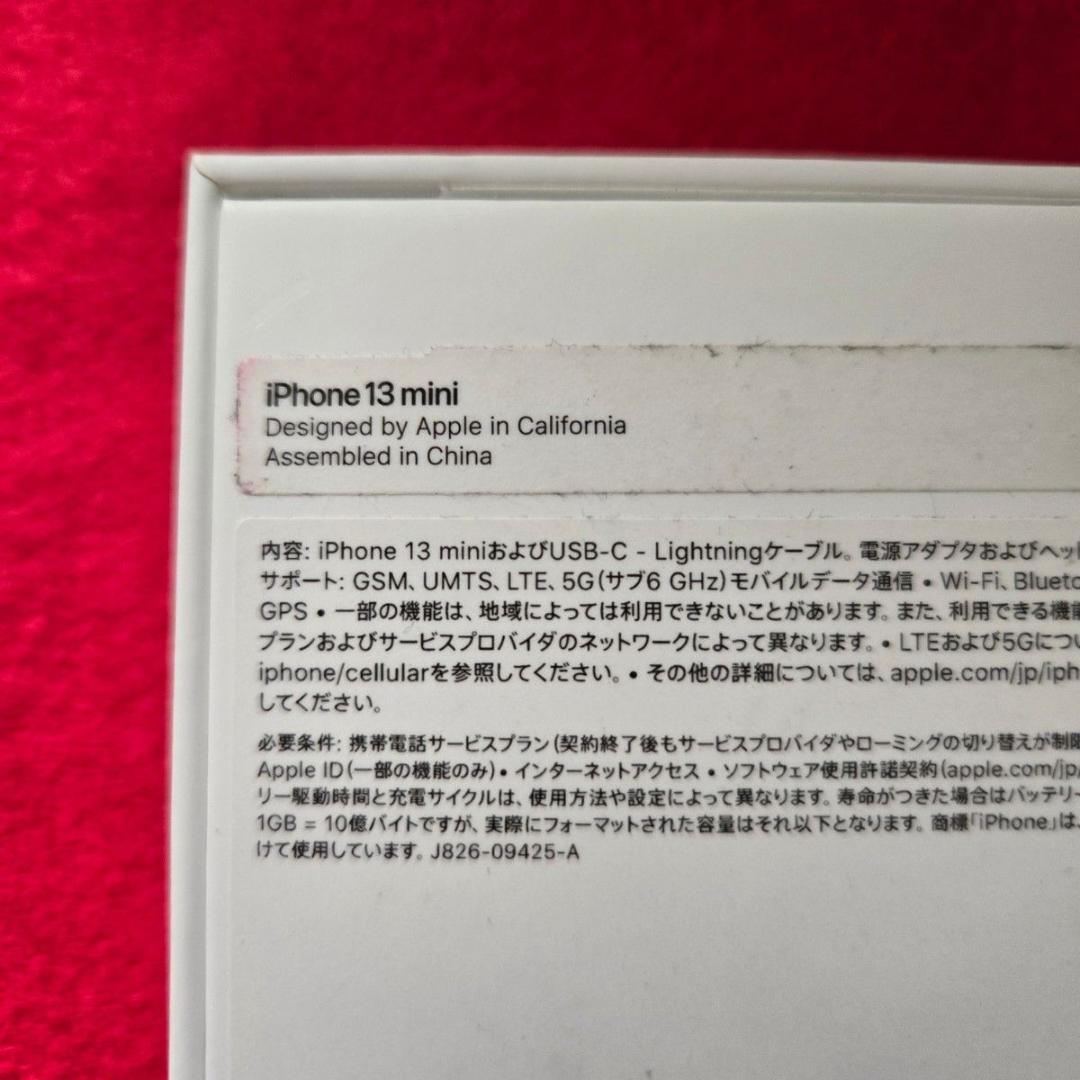 iPhone 13 mini
Designed by Apple in California
Assembled in China
内容: iPhone 13 miniおよびUSB-C - Lightningケーブル。電源アダプタおよびヘッ
サポート: GSM、UMTS、LTE、5G(サブ6 GHz)モバイルデータ通信 • Wi-Fi、Blueto
GPS • 一部の機能は、地域によっては利用できないことがあります。また、利用できる機能
プランおよびサービスプロバイダのネットワークによって異なります。• LTEおよび5Gについ
iphone/cellularを参照してください。• その他の詳細については、apple.com/jp/iph
してください。
必要条件: 携帯電話サービスプラン(契約終了後もサービスプロバイダやローミングの切り替えが制限
Apple ID(一部の機能のみ) • インターネットアクセス • ソフトウェア使用許諾契約(apple.com/jp/
リー駆動時間と充電サイクルは、使用方法や設定によって異なります。寿命がつきた場合はバッテリー
1GB = 10億バイトですが、実際にフォーマットされた容量はそれ以下となります。商標「iPhone」は、
けて使用しています。J826-09425-A